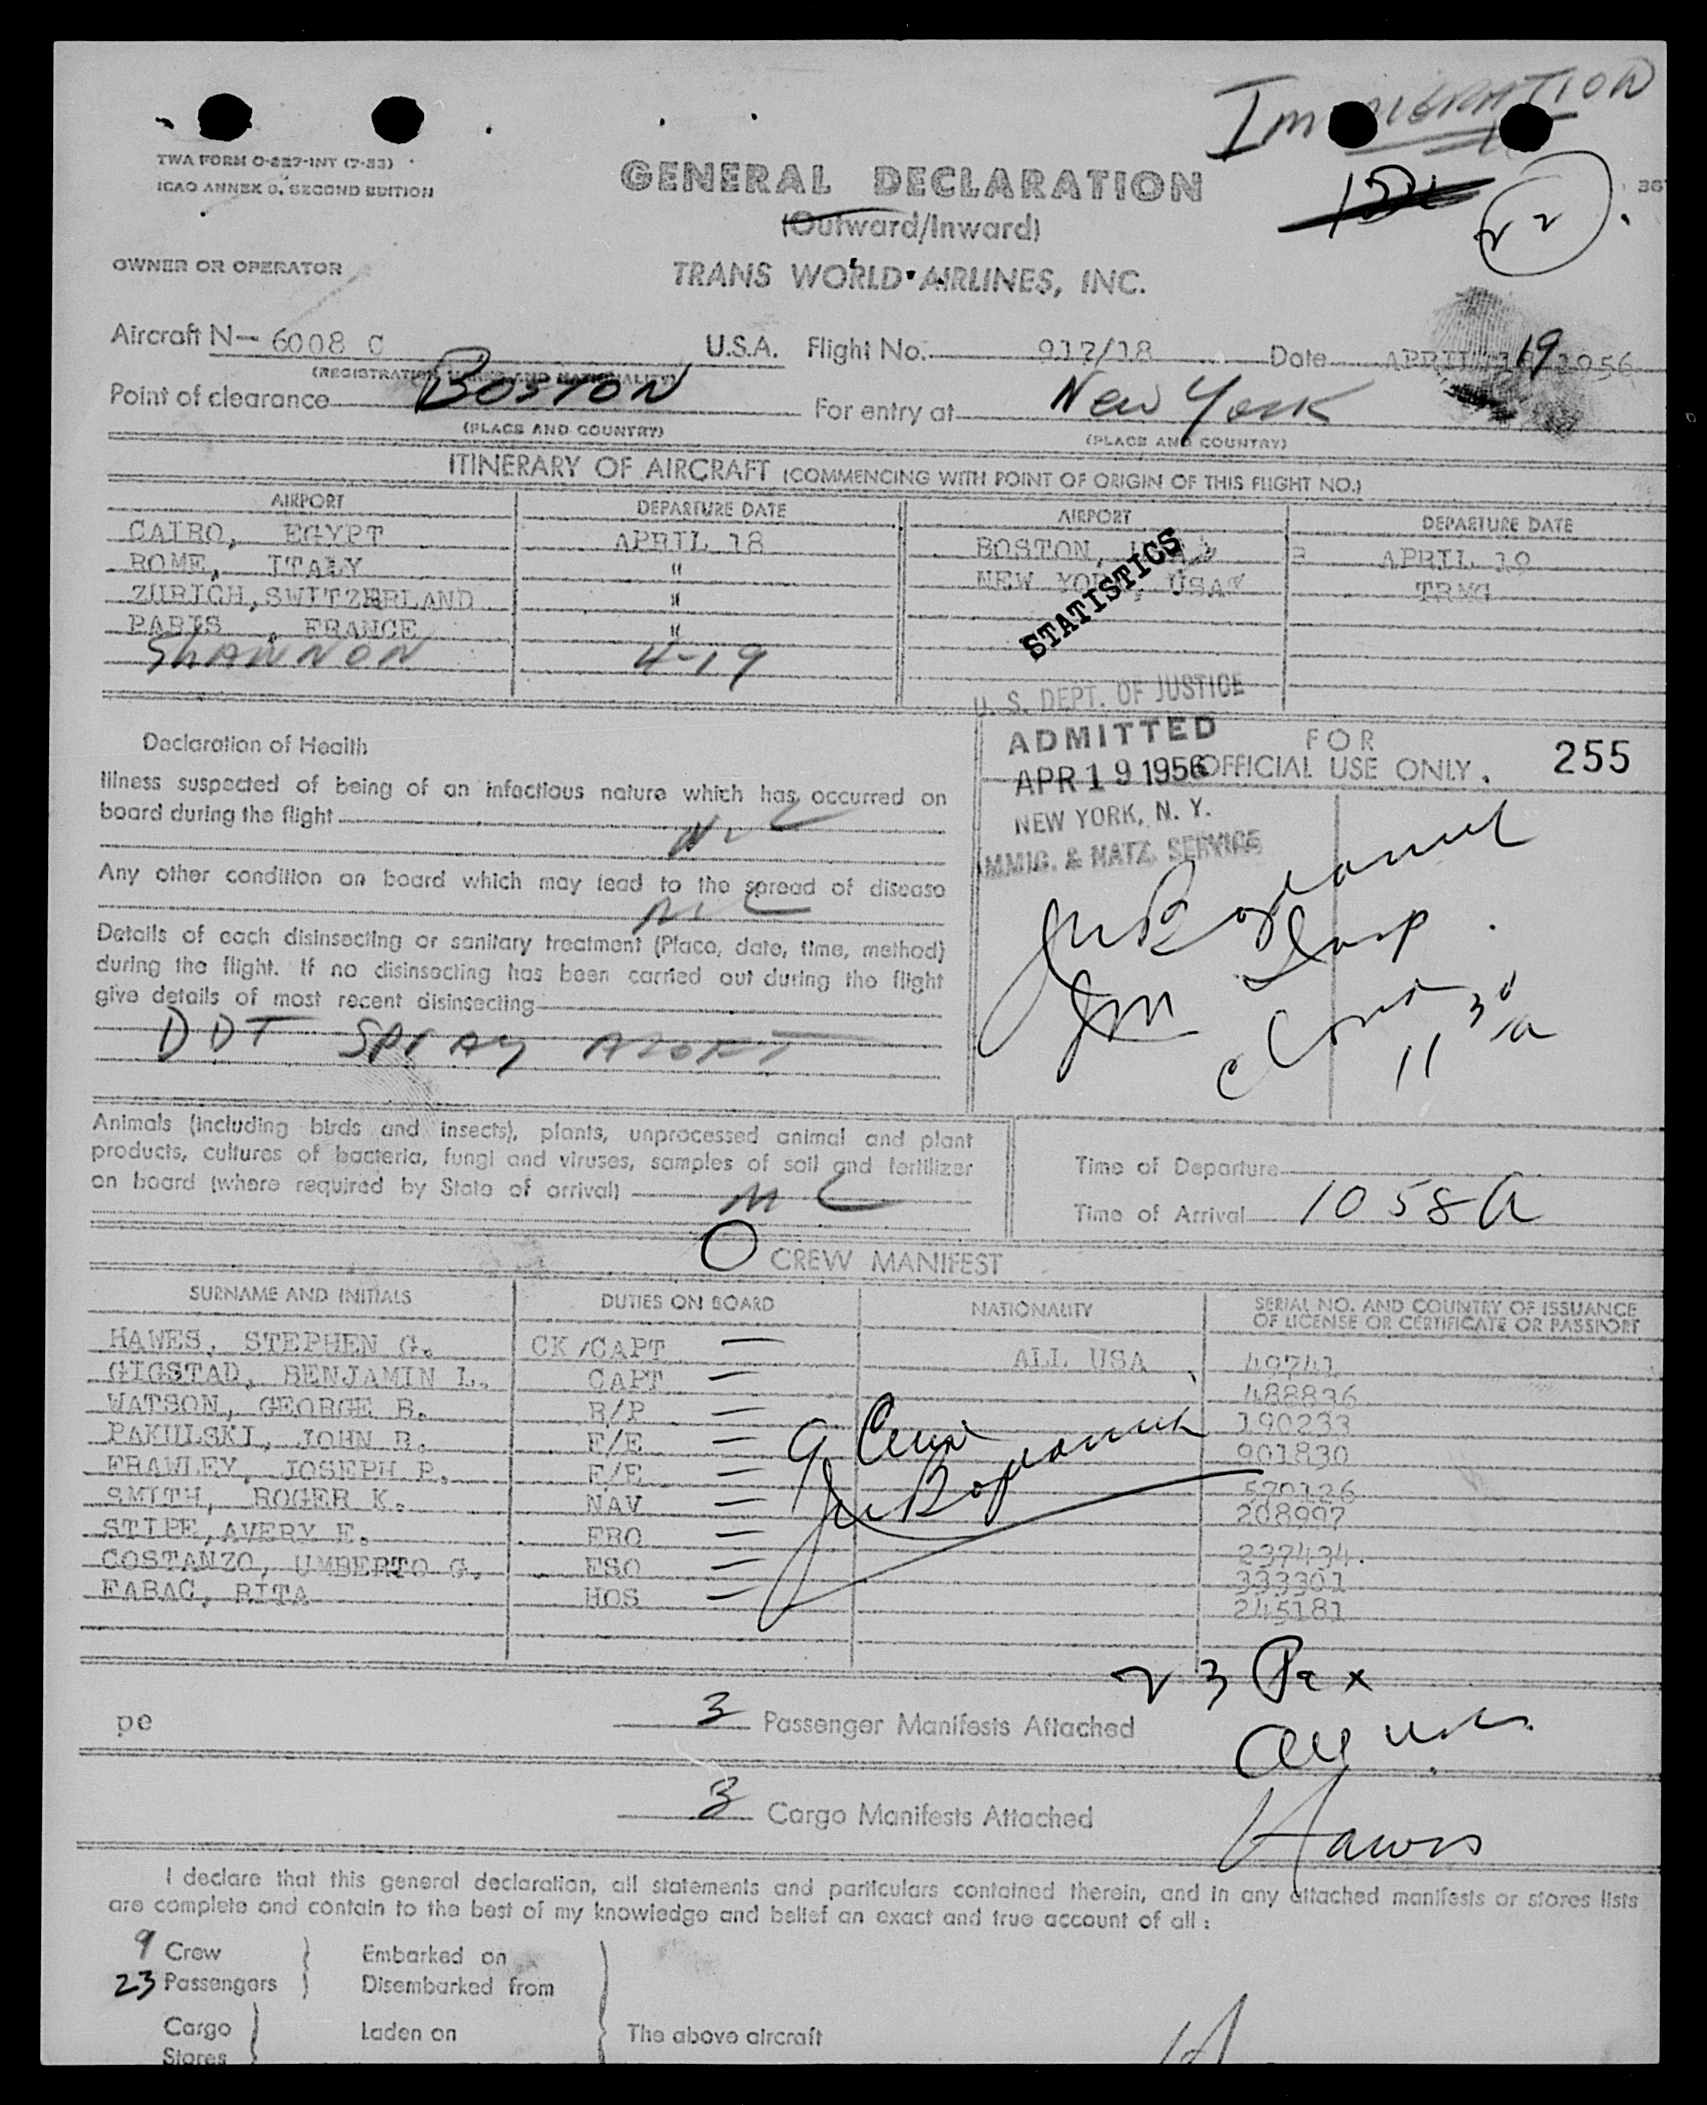 IMMIGRATION
TWA FORM O-827-INT (7-53)
ICAO ANNEX 9, SECOND EDITION
GENERAL DECLARATION
22
(Outward/Inward)
OWNER OR OPERATOR
TRANS WORLD AIRLINES, INC.
Aircraft N- 6008 C U.S.A. Flight No. 917/18 Date APRIL 19 1956
(REGISTRATION MARKS AND NATIONALITY)
Point of clearance BOSTON For entry at New York
(PLACE AND COUNTRY) (PLACE AND COUNTRY)
ITINERARY OF AIRCRAFT (COMMENCING WITH POINT OF ORIGIN OF THIS FLIGHT NO.)
AIRPORT DEPARTURE DATE AIRPORT DEPARTURE DATE
CAIRO, EGYPT APRIL 18 BOSTON, USA APRIL 19
ROME, ITALY " NEW YORK, USA TRMG
ZURICH, SWITZERLAND "
PARIS , FRANCE "
SHANNON 4-19
STATISTICS
U. S. DEPT. OF JUSTICE
ADMITTED
APR 19 1956
NEW YORK, N. Y.
IMMIG. & NATZ. SERVICE
FOR
OFFICIAL USE ONLY. 255
Declaration of Health
Illness suspected of being of an infectious nature which has occurred on
board during the flight NIL
Any other condition on board which may lead to the spread of disease
NIL
Details of each disinsecting or sanitary treatment (Place, date, time, method)
during the flight. If no disinsecting has been carried out during the flight
give details of most recent disinsecting
DDT SPRAY ALOFT
Insp
Animals (including birds and insects), plants, unprocessed animal and plant
products, cultures of bacteria, fungi and viruses, samples of soil and fertilizer
on board (where required by State of arrival) NIL
Time of Departure
Time of Arrival 1058 A
CREW MANIFEST
SURNAME AND INITIALS DUTIES ON BOARD NATIONALITY SERIAL NO. AND COUNTRY OF ISSUANCE
OF LICENSE OR CERTIFICATE OR PASSPORT
HAWES, STEPHEN G. CK/CAPT ALL USA 49741
GIGSTAD, BENJAMIN L. CAPT 488836
WATSON, GEORGE B. R/P 190233
PAKULSKI, JOHN B. F/E 901830
FRAWLEY, JOSEPH P. F/E 570126
SMITH, ROGER K. NAV 208997
STIPE, AVERY E. FRO 237434.
COSTANZO, UMBERTO G. FSO 333301
FABAC, RITA HOS 245181
9 Crew
23 Pax
pe 3 Passenger Manifests Attached
3 Cargo Manifests Attached
Hawes
I declare that this general declaration, all statements and particulars contained therein, and in any attached manifests or stores lists
are complete and contain to the best of my knowledge and belief an exact and true account of all :
9 Crew Embarked on
23 Passengers Disembarked from
Cargo Laden on The above aircraft
Stores